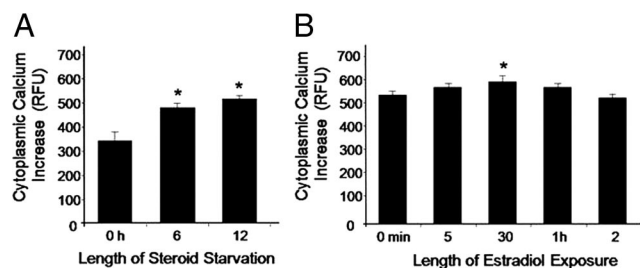 A
Cytoplasmic Calcium
Increase (RFU)
700
600
500
400
300
200
100
0
*
*
0 h
6
12
Length of Steroid Starvation
B
Cytoplasmic Calcium
Increase (RFU)
700
600
500
400
300
200
100
0
*
0 min
5
30
1h
2
Length of Estradiol Exposure